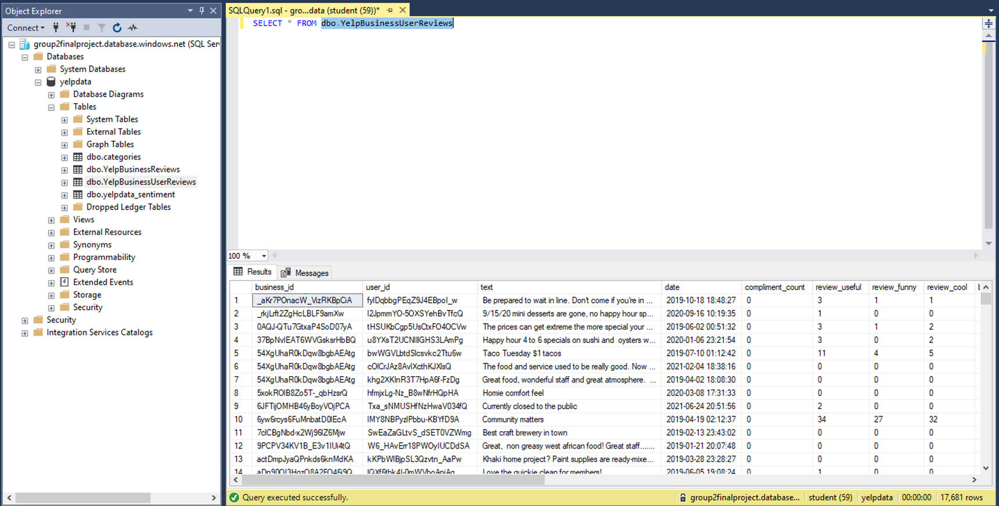 Object Explorer
Connect
group2finalproject.database.windows.net (SQL Ser
Databases
System Databases
yelpdata
Database Diagrams
Tables
System Tables
External Tables
Graph Tables
dbo.categories
dbo.YelpBusinessReviews
dbo.YelpBusinessUserReviews
dbo.yelpdata_sentiment
Dropped Ledger Tables
Views
External Resources
Synonyms
Programmability
Query Store
Extended Events
Storage
Security
Security
Integration Services Catalogs
SQLQuery1.sql - gro...data (student (59))*
SELECT * FROM dbo.YelpBusinessUserReviews
100 %
Results Messages
business_id user_id text date compliment_count review_useful review_funny review_cool b
1 _aKr7POnacW_VizRKBpCiA fylDqbbgPEqZ9J4EBpol_w Be prepared to wait in line. Don't come if you're in ... 2019-10-18 18:48:27 0 3 1 1
2 _rkjLrft2ZgHcLBLF9amXw I2JpmmYO-5OXSYehBvTfcQ 9/15/20 mini desserts are gone, no happy hour sp... 2020-09-16 10:19:35 0 1 0 0
3 0AQJ-QTu7GtxaP4SoD07yA tHSUKbCgp5UsCtxFO4OCVw The prices can get extreme the more special your ... 2019-06-02 00:51:32 0 3 1 2
4 37BpNvIEAT6WVGsksrHbBQ u8YXsT2UCNIIlGHS3LAmPg Happy hour 4 to 6 specials on sushi and oysters w... 2020-01-06 23:21:54 0 3 0 2
5 54XgUhaR0kDqw8bgbAEAtg bwWGVLbtdSlcsvkc2Ttu6w Taco Tuesday $1 tacos 2019-07-10 01:12:42 0 11 4 5
6 54XgUhaR0kDqw8bgbAEAtg cOlCrJAz8AvlXcthKJXlsQ The food and service used to be really good. Now ... 2021-02-04 18:38:16 0 0 0 0
7 54XgUhaR0kDqw8bgbAEAtg khg2XKlnR3T7HpA6f-FzDg Great food, wonderful staff and great atmosphere. ... 2019-04-02 18:08:30 0 0 0 0
8 5xokROIB8Zo5T-_qbHzsrQ hfmjxLg-Nz_B8wNfrHQpHA Homie comfort feel 2020-03-08 17:31:33 0 0 0 0
9 6JFTijOMHB46yBoyVOjPCA Txa_sNMUSHfNzHwaV034fQ Currently closed to the public 2021-06-24 20:51:56 0 2 0 0
10 6yw6rcys6FuMnbatD0IEcA IMY8NBPyzlPbbu-KBYfD9A Community matters 2019-04-19 02:12:37 0 34 27 32
11 7clCBgNbd-x2Wj96lZ6Mjw SwEaZaGLtvS_dSET0VZWmg Best craft brewery in town 2019-02-13 23:43:02 0 0 0 0
12 9PCPV34KV1B_E3v1IUi4tQ W6_HAvErr18PWOyIUCDdSA Great, non greasy west african food! Great staff....... 2019-01-21 20:07:48 0 0 0 0
13 actDmpJyaQPnkds6knMdKA kKPbWIBjpSL3Qzvtn_AaPw Khaki home project? Paint supplies are ready-mixe... 2019-03-28 23:28:27 0 0 0 0
14 Love the quickie clean for members! 2019-06-05 19:08:24 0 1 0 0
Query executed successfully. group2finalproject.database... student (59) yelpdata 00:00:00 17,681 rows